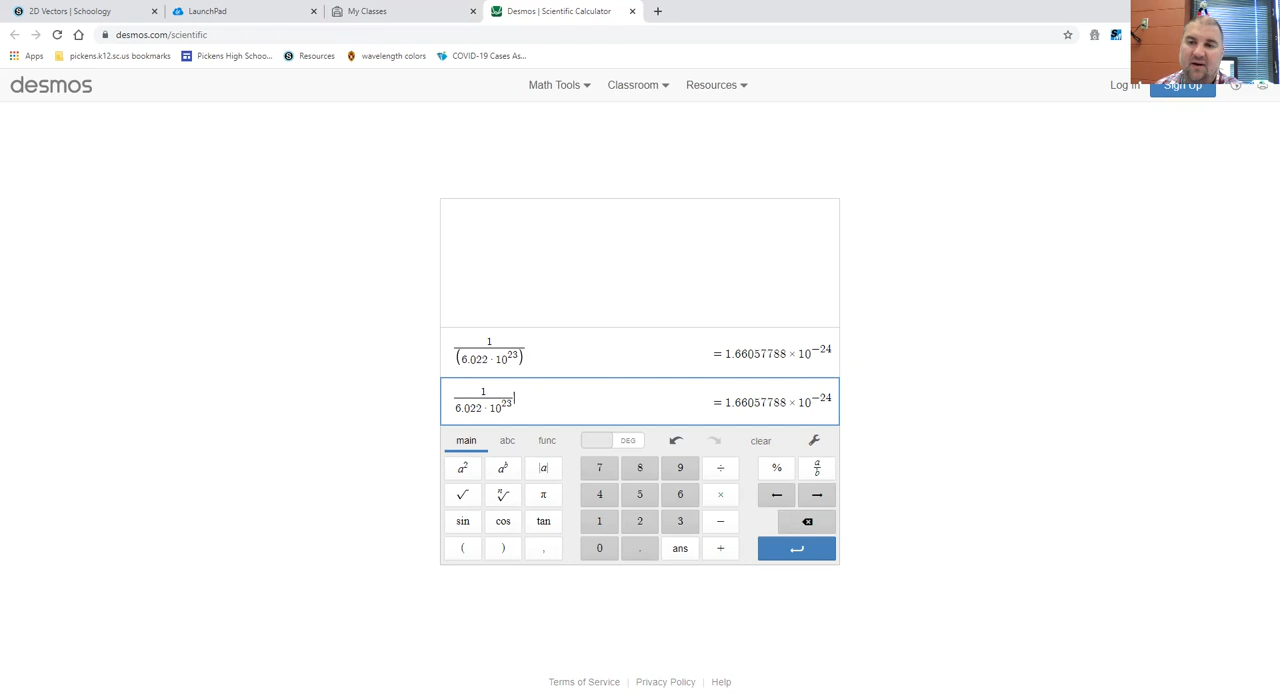 2D Vectors | Schoology
LaunchPad
My Classes
Desmos | Scientific Calculator
desmos.com/scientific
Apps
pickens.k12.sc.us bookmarks
Pickens High Schoo...
Resources
wavelength colors
COVID-19 Cases As...
desmos
Math Tools
Classroom
Resources
Log In
Sign Up
1/(6.022 · 10^23) = 1.66057788 × 10^−24
1/6.022 · 10^23 = 1.66057788 × 10^−24
main abc func DEG clear
a² a^b |a| 7 8 9 ÷ % a/b
√ ⁿ√ π 4 5 6 × ← →
sin cos tan 1 2 3 −
( ) , 0 . ans +
Terms of Service | Privacy Policy | Help